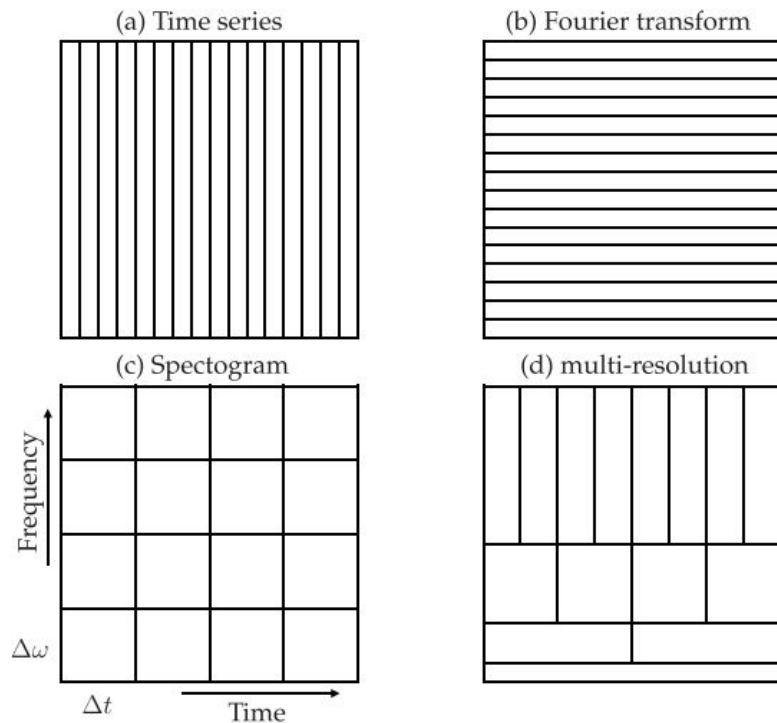 (a) Time series
(b) Fourier transform
(c) Spectogram
(d) multi-resolution
Frequency
Δω
Δt
Time